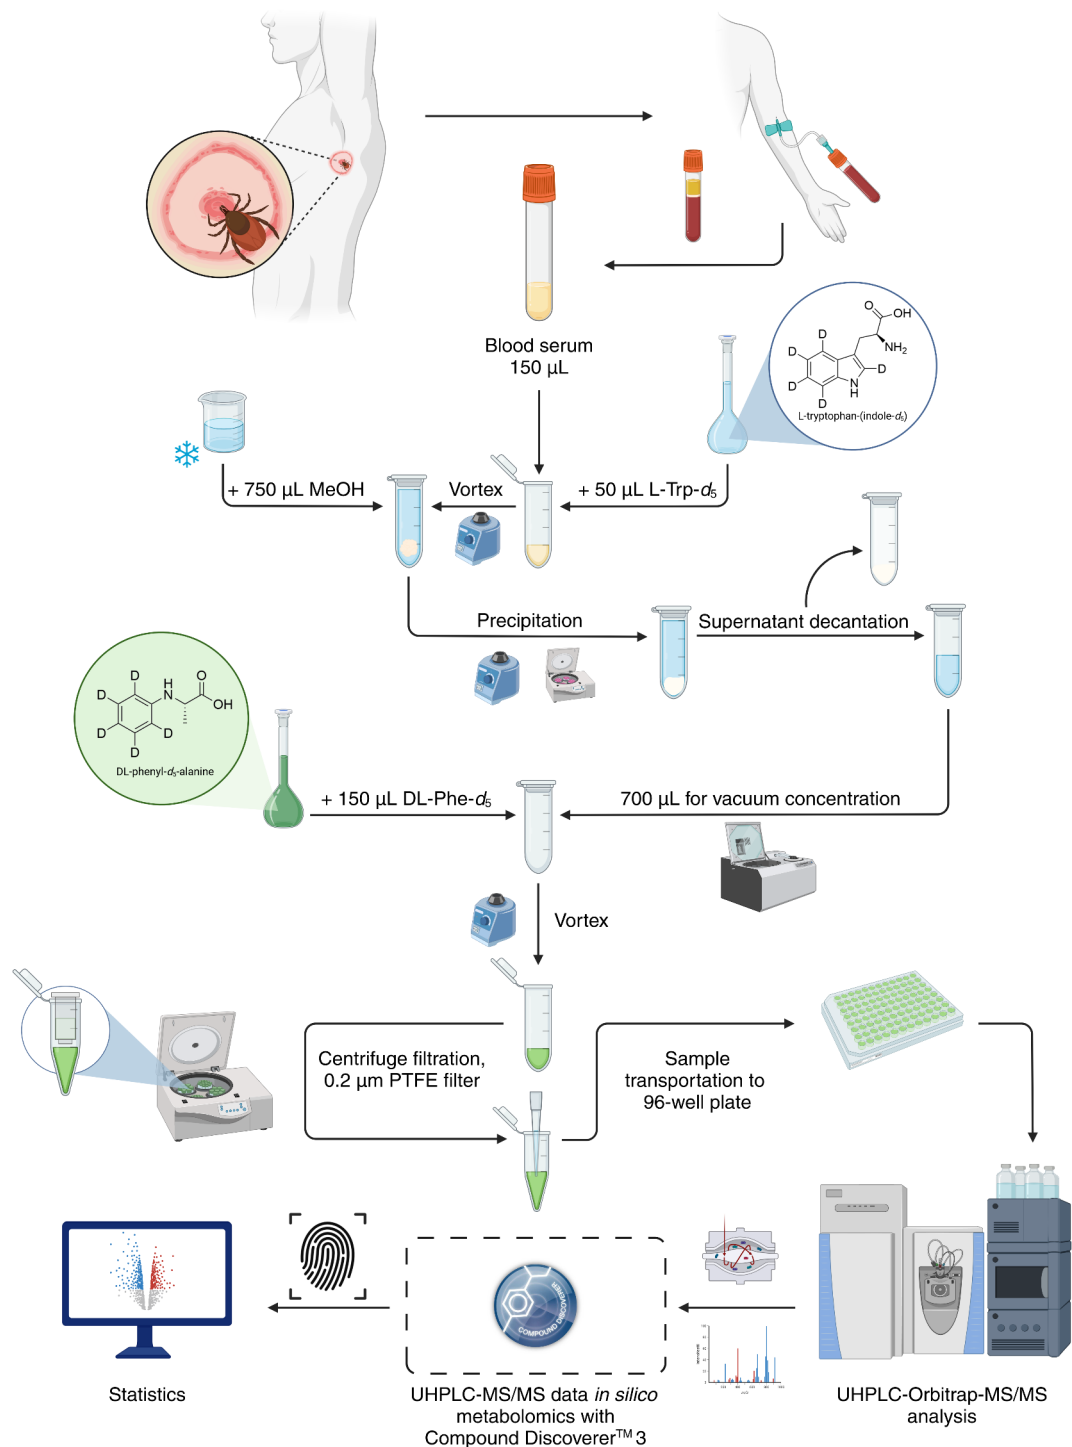 Blood serum
150 µL
O
OH
NH₂
D
D
D
D
D
N
H
L-tryptophan-(indole-d₅)
+ 750 µL MeOH
Vortex
+ 50 µL L-Trp-d₅
Precipitation
Supernatant decantation
D
D
D
D
D
H
N
O
OH
DL-phenyl-d₅-alanine
+ 150 µL DL-Phe-d₅
700 µL for vacuum concentration
Vortex
Centrifuge filtration,
0.2 µm PTFE filter
Sample
transportation to
96-well plate
COMPOUND DISCOVERER
Statistics
UHPLC-MS/MS data in silico
metabolomics with
Compound Discoverer™ 3
UHPLC-Orbitrap-MS/MS
analysis